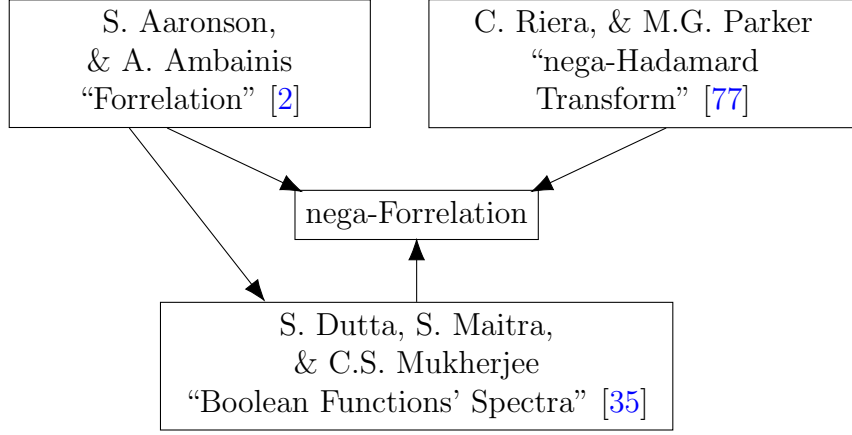 S. Aaronson,
& A. Ambainis
“Forrelation” [2]
C. Riera, & M.G. Parker
“nega-Hadamard
Transform” [77]
nega-Forrelation
S. Dutta, S. Maitra,
& C.S. Mukherjee
“Boolean Functions’ Spectra” [35]